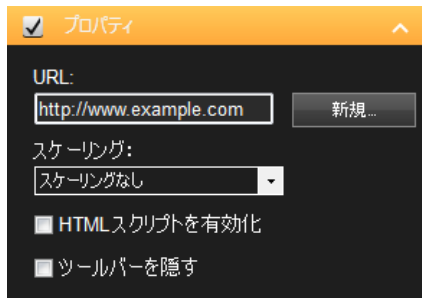 プロパティ
URL:
http://www.example.com 新規...
スケーリング:
スケーリングなし
HTMLスクリプトを有効化
ツールバーを隠す